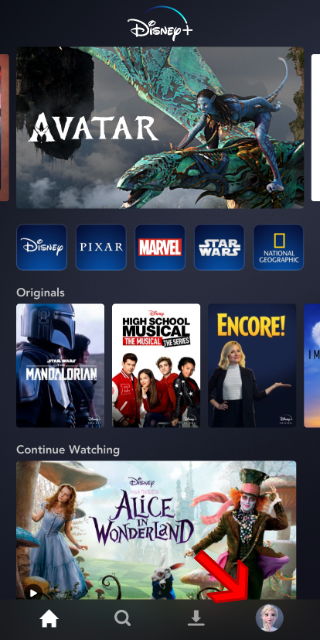 Disney+
AVATAR
Disney
PIXAR
MARVEL
STAR
WARS
NATIONAL
GEOGRAPHIC
Originals
STAR WARS
THE
MANDALORIAN
Disney
HIGH SCHOOL
MUSICAL
THE MUSICAL THE SERIES
ENCORE!
I M
Continue Watching
Disney
ALICE
IN
WONDERLAND